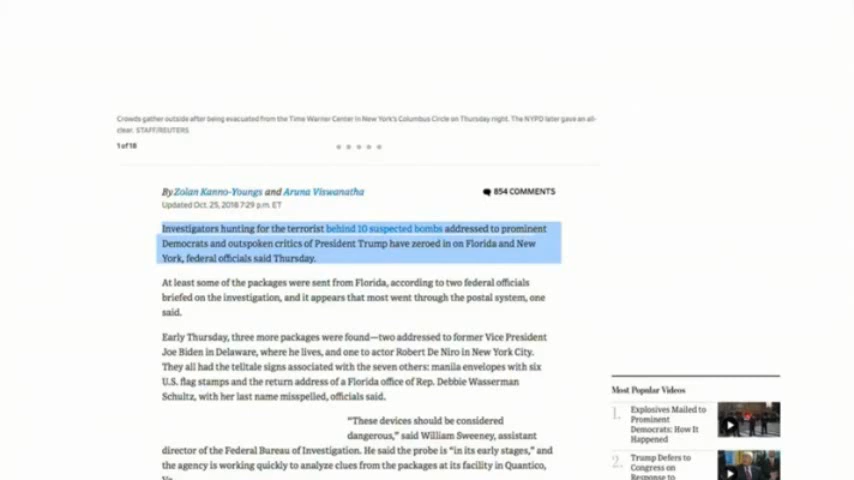 Crowds gather outside after being evacuated from the Time Warner Center in New York's Columbus Circle on Thursday night. The NYPD later gave an all-
clear. STAFF/REUTERS
1 of 18
By Zolan Kanno-Youngs and Aruna Viswanatha
854 COMMENTS
Updated Oct. 25, 2018 7:29 p.m. ET
Investigators hunting for the terrorist behind 10 suspected bombs addressed to prominent
Democrats and outspoken critics of President Trump have zeroed in on Florida and New
York, federal officials said Thursday.
At least some of the packages were sent from Florida, according to two federal officials
briefed on the investigation, and it appears that most went through the postal system, one
said.
Early Thursday, three more packages were found—two addressed to former Vice President
Joe Biden in Delaware, where he lives, and one to actor Robert De Niro in New York City.
They all had the telltale signs associated with the seven others: manila envelopes with six
U.S. flag stamps and the return address of a Florida office of Rep. Debbie Wasserman
Schultz, with her last name misspelled, officials said.
"These devices should be considered
dangerous," said William Sweeney, assistant
director of the Federal Bureau of Investigation. He said the probe is "in its early stages," and
the agency is working quickly to analyze clues from the packages at its facility in Quantico,
Most Popular Videos
1. Explosives Mailed to
Prominent
Democrats: How It
Happened
2. Trump Defers to
Congress on
Response to